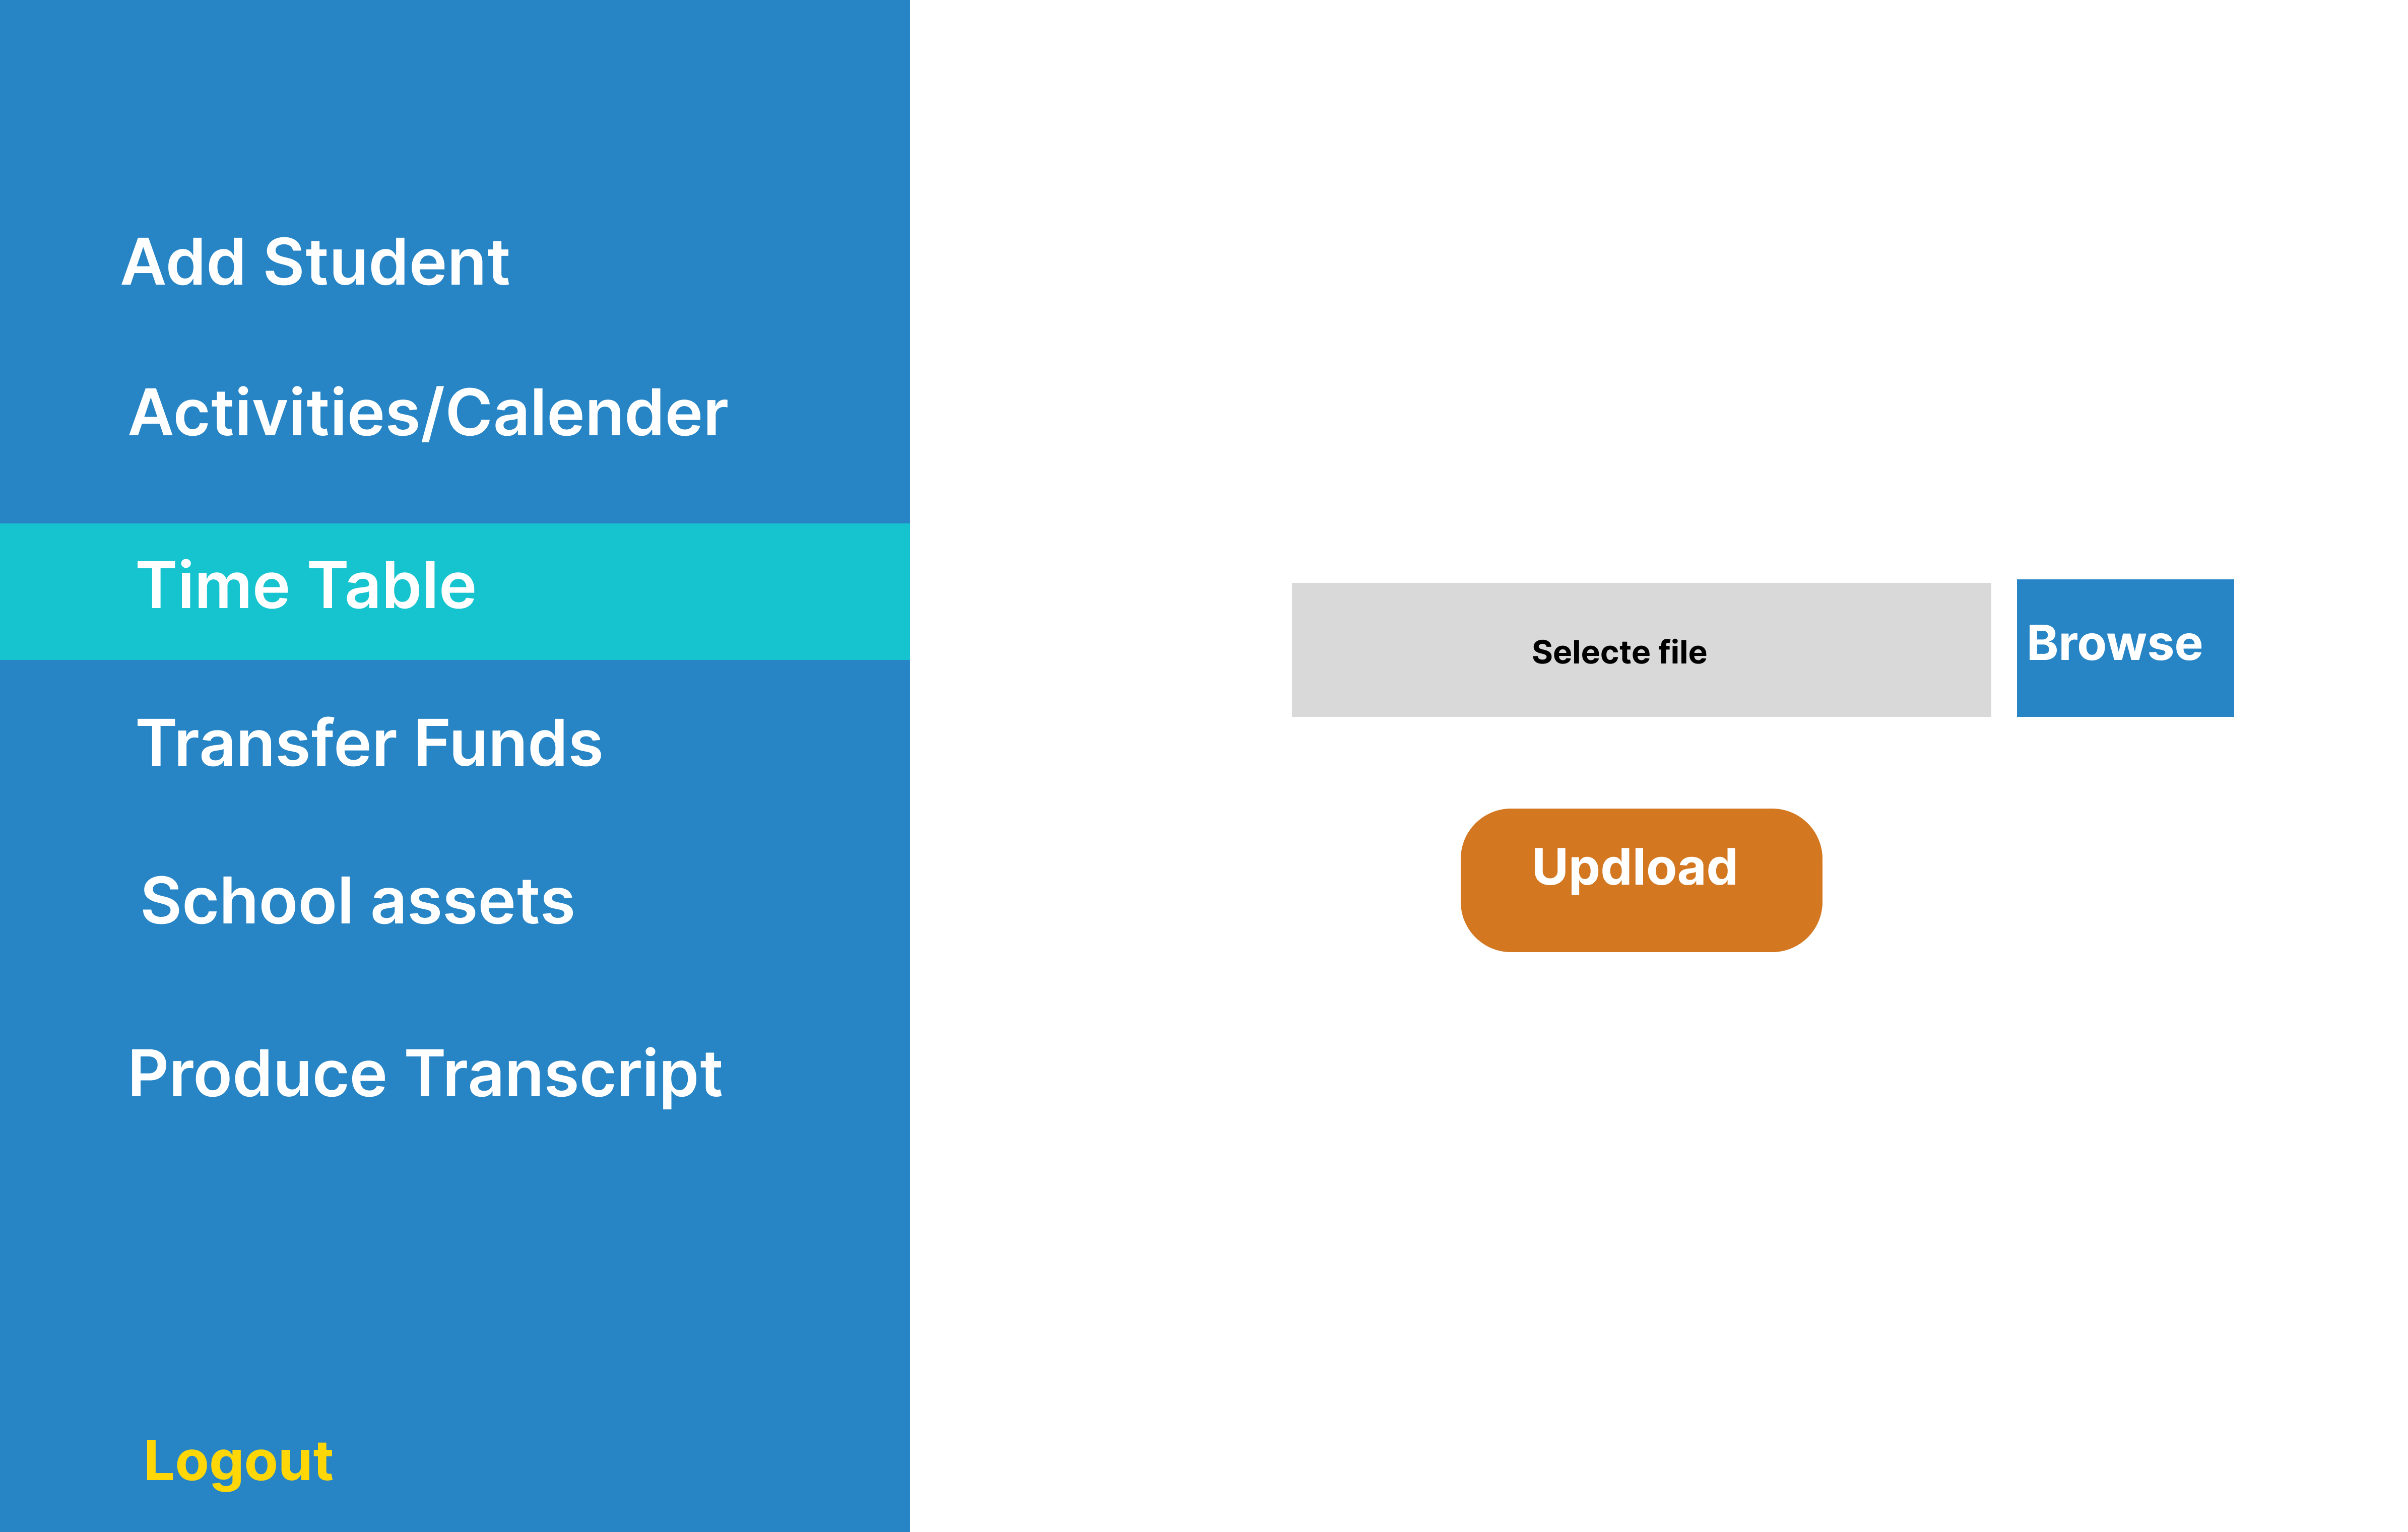 Add Student
Activities/Calender
Time Table
Transfer Funds
School assets
Produce Transcript
Logout
Selecte file
Browse
Updload